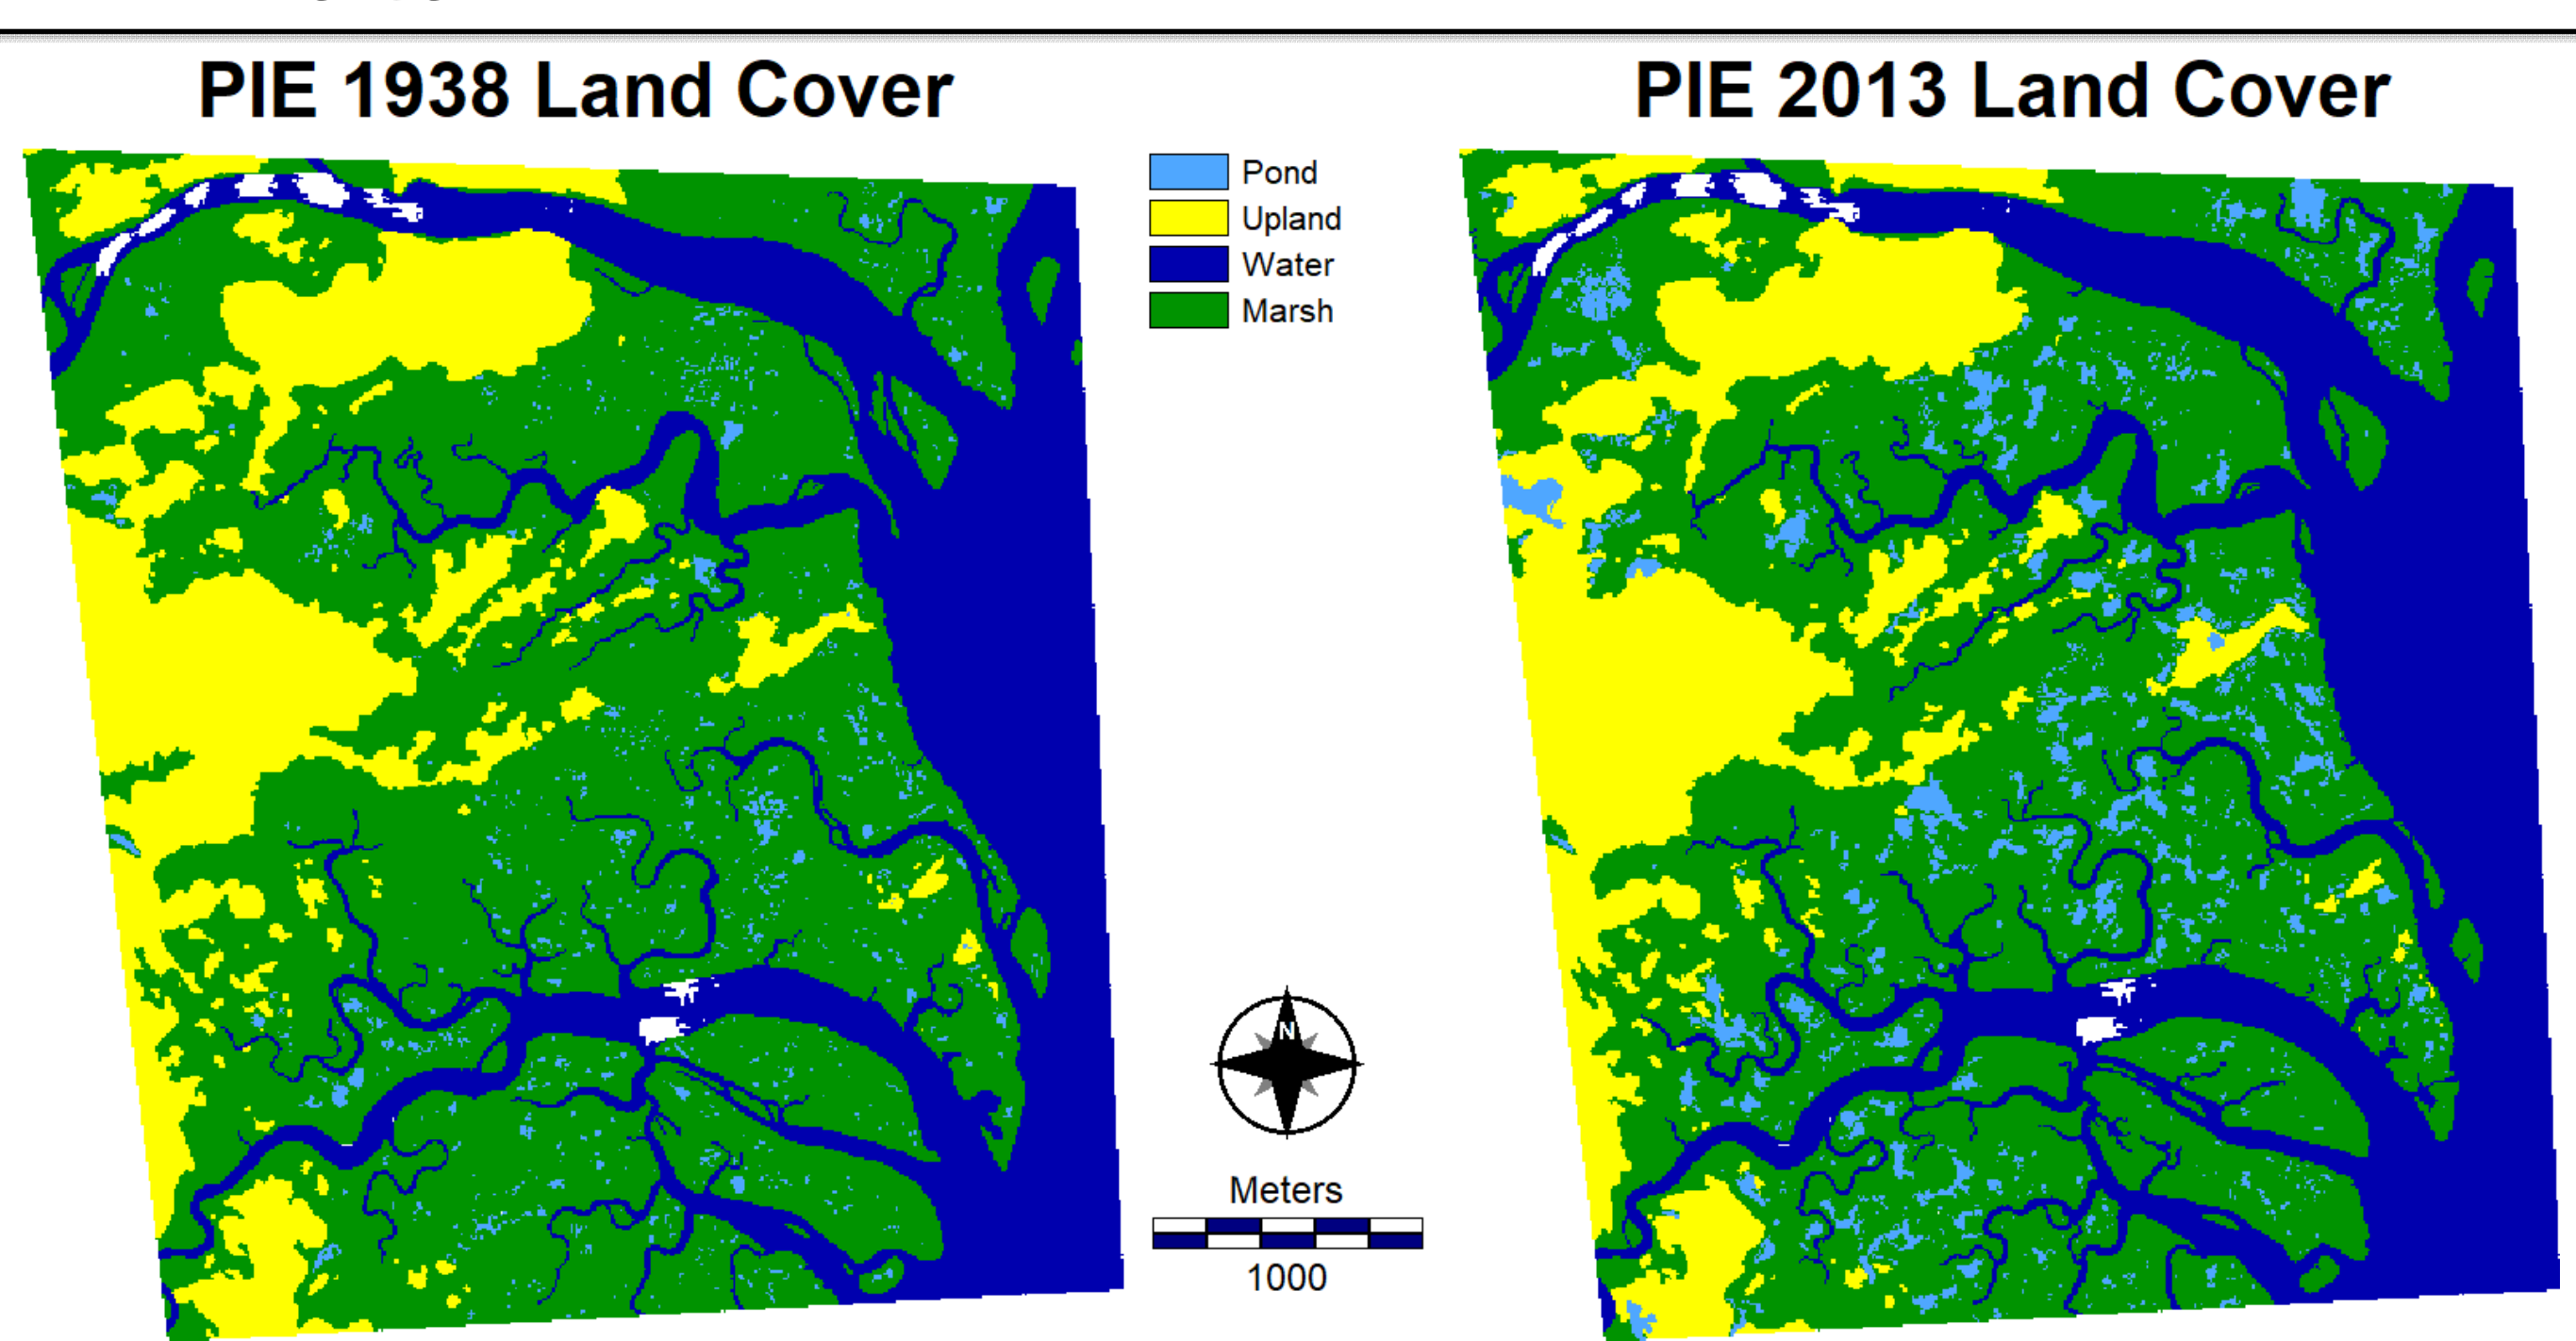 PIE 1938 Land Cover
PIE 2013 Land Cover
Pond
Upland
Water
Marsh
N
Meters
1000